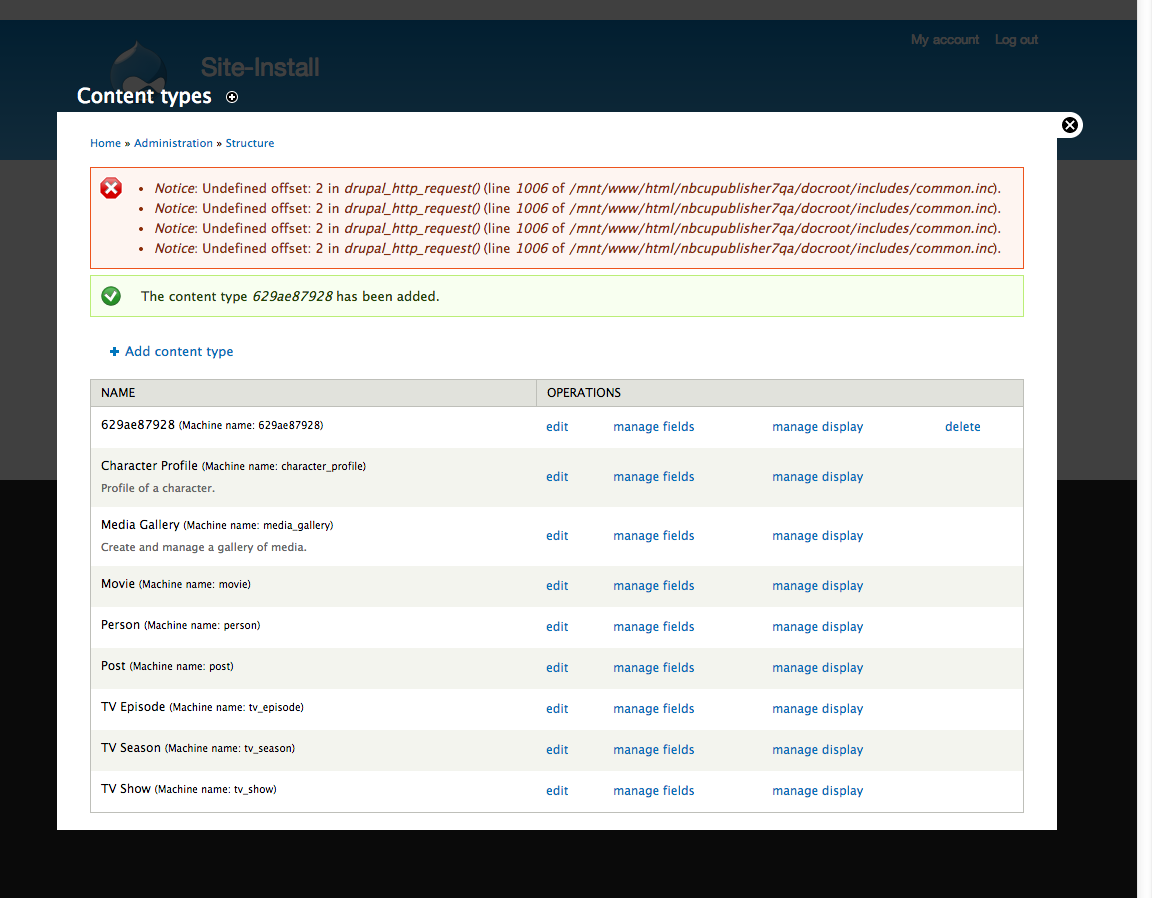 My account Log out
Site-Install
Content types
Home » Administration » Structure
• Notice: Undefined offset: 2 in drupal_http_request() (line 1006 of /mnt/www/html/nbcupublisher7qa/docroot/includes/common.inc).
• Notice: Undefined offset: 2 in drupal_http_request() (line 1006 of /mnt/www/html/nbcupublisher7qa/docroot/includes/common.inc).
• Notice: Undefined offset: 2 in drupal_http_request() (line 1006 of /mnt/www/html/nbcupublisher7qa/docroot/includes/common.inc).
• Notice: Undefined offset: 2 in drupal_http_request() (line 1006 of /mnt/www/html/nbcupublisher7qa/docroot/includes/common.inc).
The content type 629ae87928 has been added.
Add content type
NAME OPERATIONS
629ae87928 (Machine name: 629ae87928) edit manage fields manage display delete
Character Profile (Machine name: character_profile) edit manage fields manage display
Profile of a character.
Media Gallery (Machine name: media_gallery) edit manage fields manage display
Create and manage a gallery of media.
Movie (Machine name: movie) edit manage fields manage display
Person (Machine name: person) edit manage fields manage display
Post (Machine name: post) edit manage fields manage display
TV Episode (Machine name: tv_episode) edit manage fields manage display
TV Season (Machine name: tv_season) edit manage fields manage display
TV Show (Machine name: tv_show) edit manage fields manage display